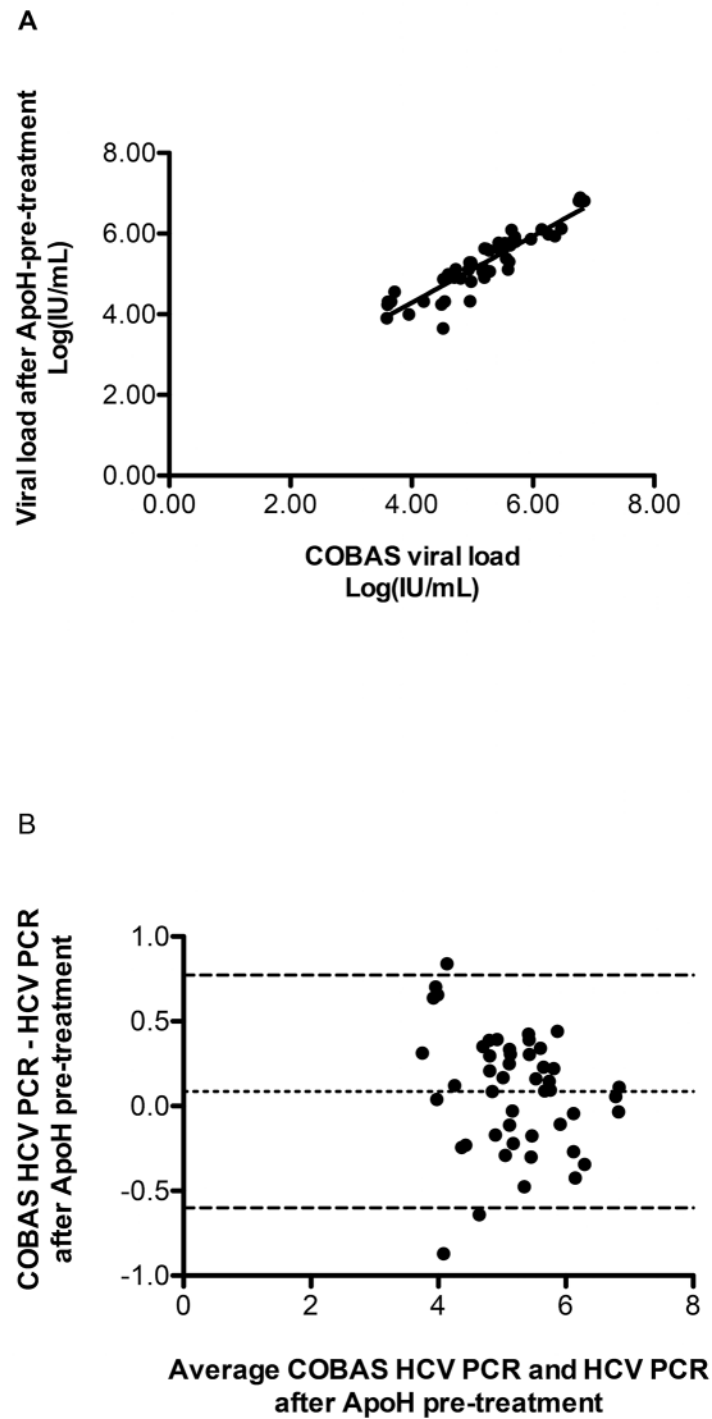 A
Viral load after ApoH-pre-treatment
Log(IU/mL)
8.00
6.00
4.00
2.00
0.00
0.00 2.00 4.00 6.00 8.00
COBAS viral load
Log(IU/mL)
B
COBAS HCV PCR - HCV PCR
after ApoH pre-treatment
1.0
0.5
0.0
-0.5
-1.0
0 2 4 6 8
Average COBAS HCV PCR and HCV PCR
after ApoH pre-treatment